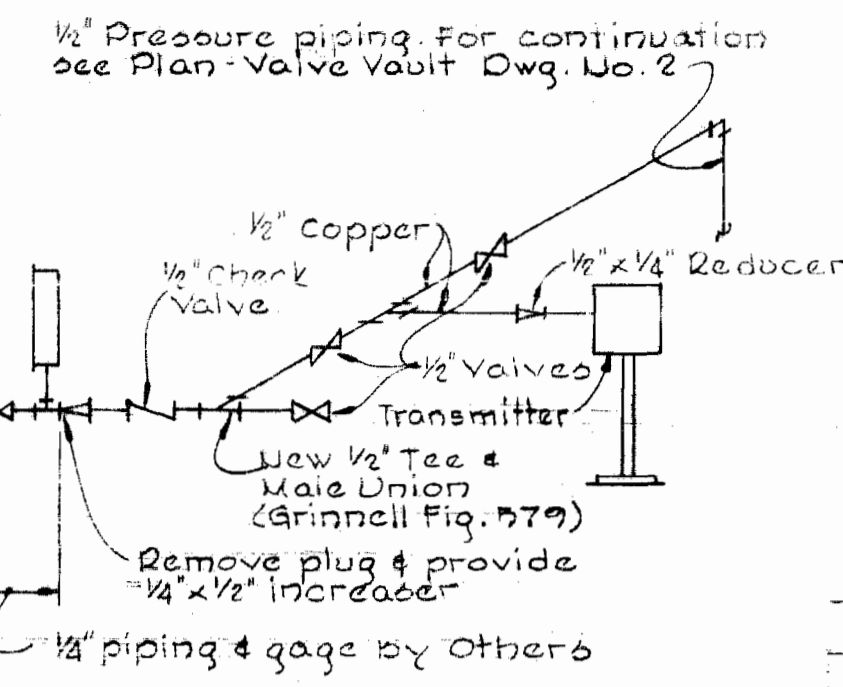 ½" Pressure piping. For continuation
see Plan-Valve Vault Dwg. No. 2
½" Copper
½" Check
Valve
½"x¼" Reducer
½" Valves
Transmitter
New ½" Tee &
Male Union
(Grinnell Fig. 579)
Remove plug & provide
¼"x½" increaser
¼" piping & gage by Others